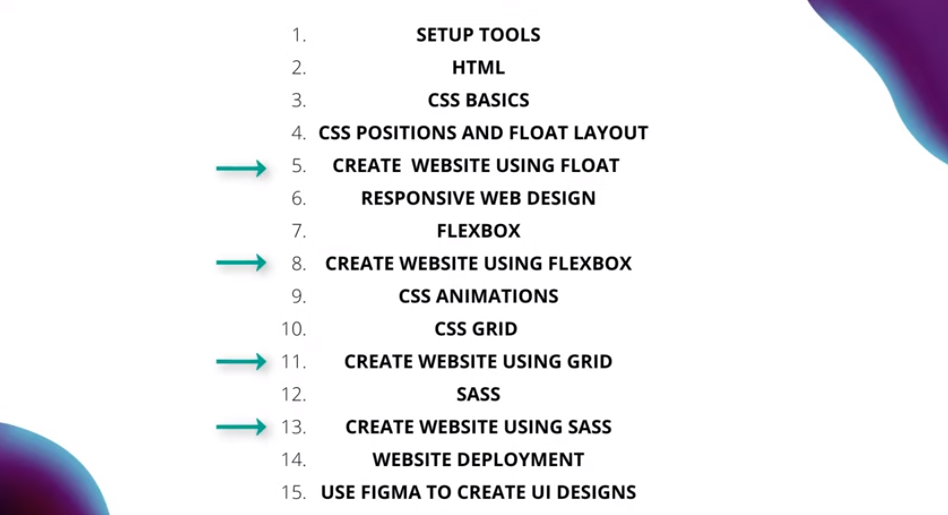 1. SETUP TOOLS
2. HTML
3. CSS BASICS
4. CSS POSITIONS AND FLOAT LAYOUT
5. CREATE WEBSITE USING FLOAT
6. RESPONSIVE WEB DESIGN
7. FLEXBOX
8. CREATE WEBSITE USING FLEXBOX
9. CSS ANIMATIONS
10. CSS GRID
11. CREATE WEBSITE USING GRID
12. SASS
13. CREATE WEBSITE USING SASS
14. WEBSITE DEPLOYMENT
15. USE FIGMA TO CREATE UI DESIGNS